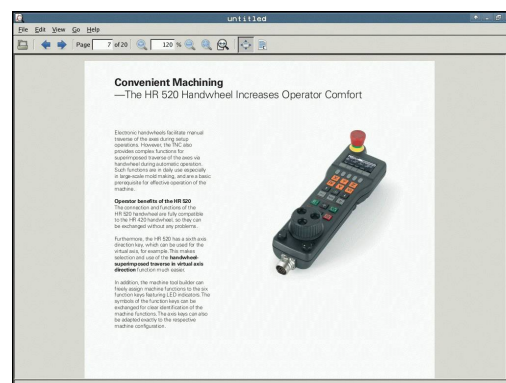 untitled
File Edit View Go Help
Page 7 of 20 120 %
Convenient Machining
—The HR 520 Handwheel Increases Operator Comfort
Electronic handwheels facilitate manual
traverse of the axes during setup
operations. However, the TNC also
provides complex functions for
superimposed traverse of the axes via
handwheel during automatic operation.
Such functions are in daily use especially
in large-scale mold making, and are a basic
prerequisite for effective operation of the
machine.
Operator benefits of the HR 520
The connection and functions of the
HR 520 handwheel are fully compatible
to the HR 420 handwheel, so they can
be exchanged without any problems.
Furthermore, the HR 520 has a sixth axis
direction key, which can be used for the
virtual axis, for example. This makes
selection and use of the handwheel-
superimposed traverse in virtual axis
direction function much easier.
In addition, the machine tool builder can
freely assign machine functions to the six
function keys featuring LED indicators. The
symbols of the function keys can be
exchanged for clear identification of the
machine functions. The axis keys can also
be adapted exactly to the respective
machine configuration.